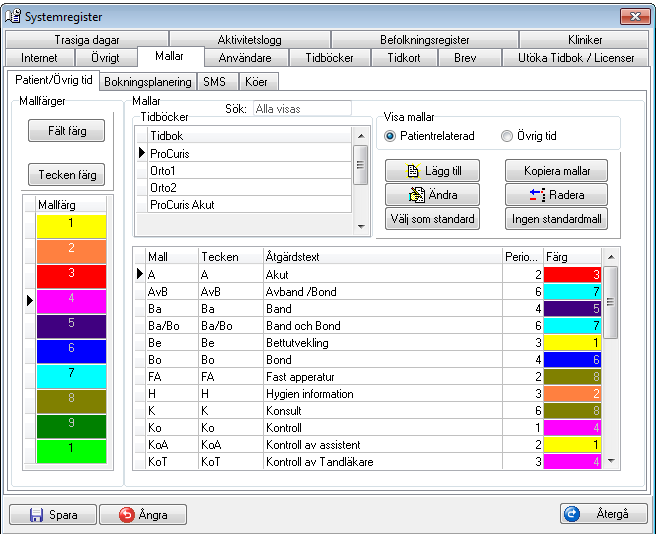 Systemregister
Trasiga dagar Aktivitetslogg Befolkningsregister Kliniker
Internet Övrigt Mallar Användare Tidböcker Tidkort Brev Utöka Tidbok / Licenser
Patient/Övrig tid Bokningsplanering SMS Köer
Mallfärger
Fält färg
Tecken färg
Mallfärg
1
2
3
4
5
6
7
8
9
1
Mallar
Sök: Alla visas
Tidböcker
Tidbok
ProCuris
Orto1
Orto2
ProCuris Akut
Visa mallar
Patientrelaterad Övrig tid
Lägg till Kopiera mallar
Ändra Radera
Välj som standard Ingen standardmall
Mall Tecken Åtgärdstext Perio... Färg
A A Akut 2 3
AvB AvB Avband /Bond 6 7
Ba Ba Band 4 5
Ba/Bo Ba/Bo Band och Bond 6 7
Be Be Bettutvekling 3 1
Bo Bo Bond 4 6
FA FA Fast apperatur 2 8
H H Hygien information 3 2
K K Konsult 6 8
Ko Ko Kontroll 1 4
KoA KoA Kontroll av assistent 2 1
KoT KoT Kontroll av Tandläkare 3 4
Spara Ångra Återgå